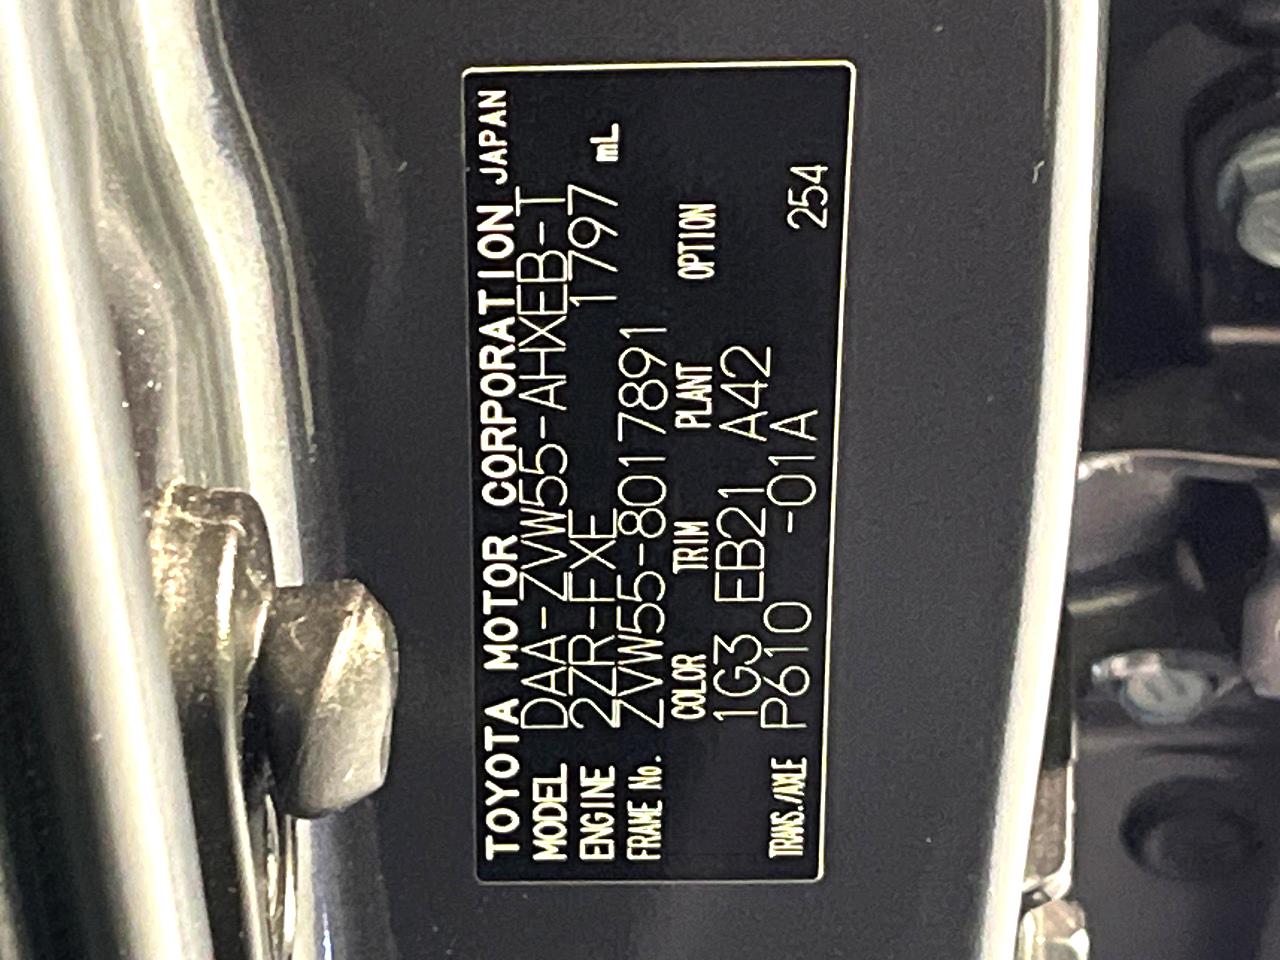 TOYOTA MOTOR CORPORATION JAPAN
MODEL DAA-ZVW55-AHXEB-T
ENGINE 2ZR-FXE 1797 mL
FRAME No. ZVW55-8017891
COLOR TRIM PLANT OPTION
1G3 EB21 A42
TRANS./AXLE P610 -01A 254